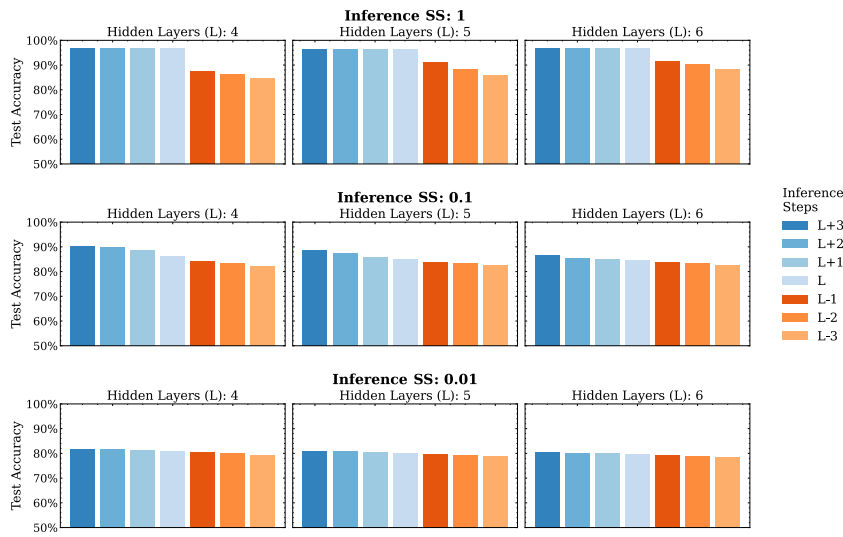 Inference SS: 1
Hidden Layers (L): 4
Hidden Layers (L): 5
Hidden Layers (L): 6
Test Accuracy
100%
90%
80%
70%
60%
50%
Inference SS: 0.1
Hidden Layers (L): 4
Hidden Layers (L): 5
Hidden Layers (L): 6
Test Accuracy
100%
90%
80%
70%
60%
50%
Inference
Steps
L+3
L+2
L+1
L
L-1
L-2
L-3
Inference SS: 0.01
Hidden Layers (L): 4
Hidden Layers (L): 5
Hidden Layers (L): 6
Test Accuracy
100%
90%
80%
70%
60%
50%